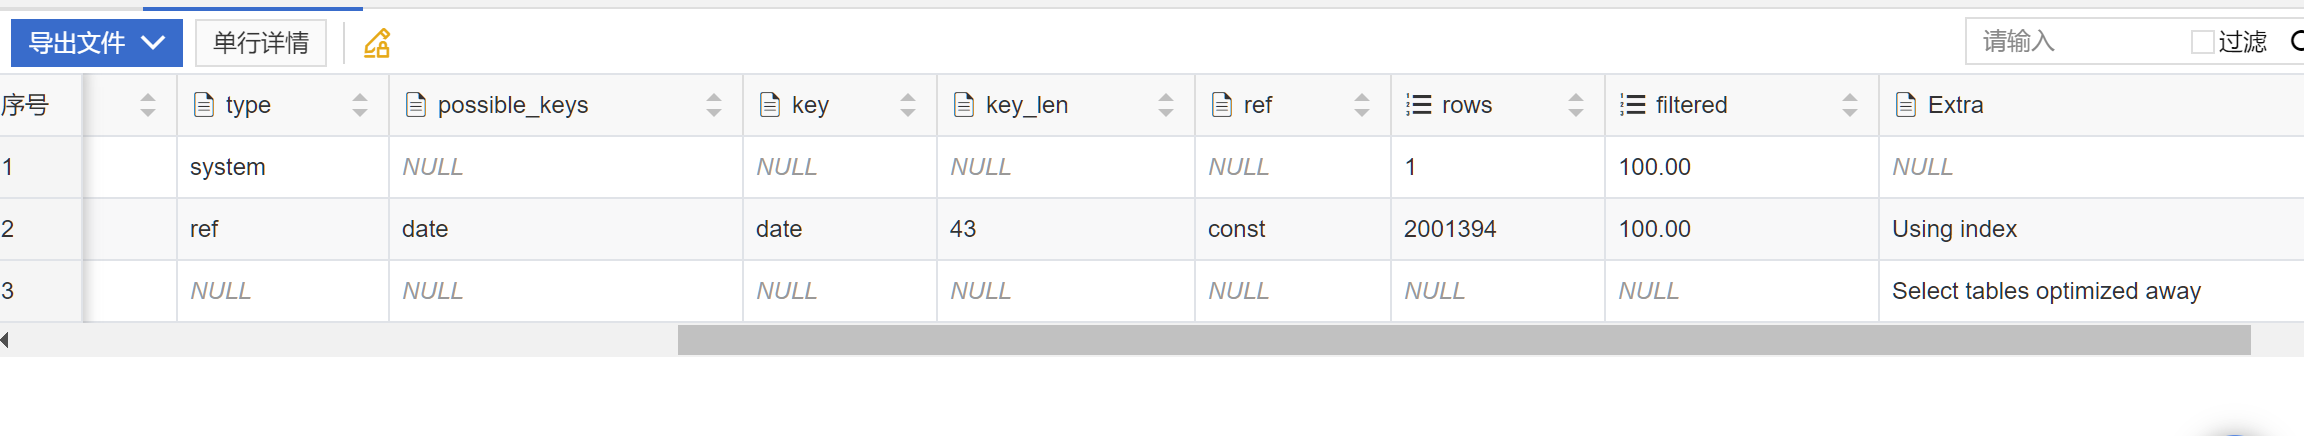 导出文件 单行详情 请输入 过滤
序号 type possible_keys key key_len ref rows filtered Extra
1 system NULL NULL NULL NULL 1 100.00 NULL
2 ref date date 43 const 2001394 100.00 Using index
3 NULL NULL NULL NULL NULL NULL NULL Select tables optimized away